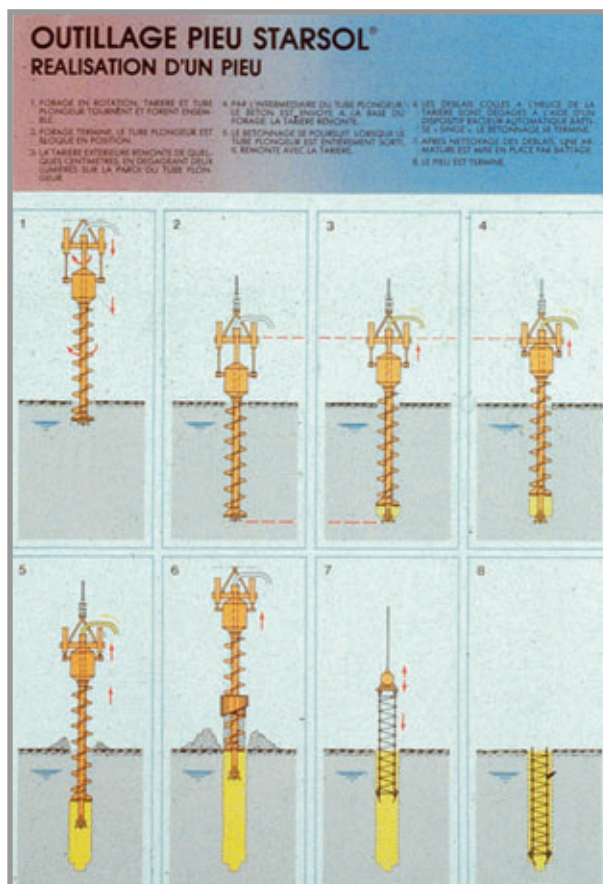 OUTILLAGE PIEU STARSOL®
REALISATION D'UN PIEU
1. FORAGE EN ROTATION, TARIERE ET TUBE
PLONGEUR TOURNENT ET FORENT ENSEM-
BLE.
2. FORAGE TERMINE, LE TUBE PLONGEUR EST
BLOQUE EN POSITION.
3. LA TARIERE EXTERIEURE REMONTE DE QUEL-
QUES CENTIMETRES, EN DEGAGEANT DEUX
LUMIERES SUR LA PAROI DU TUBE PLON-
GEUR.
4. PAR L'INTERMEDIAIRE DU TUBE PLONGEUR,
LE BETON EST ENVOYE A LA BASE DU
FORAGE. LA TARIERE REMONTE.
5. LE BETONNAGE SE POURSUIT. LORSQUE LE
TUBE PLONGEUR EST ENTIEREMENT SORTI,
IL REMONTE AVEC LA TARIERE.
6. LES DEBLAIS COLLES A L'HELICE DE LA
TARIERE SONT DEGAGES A L'AIDE D'UN
DISPOSITIF RACLEUR AUTOMATIQUE BAPTI-
SE « SINGE ». LE BETONNAGE SE TERMINE.
7. APRES NETTOYAGE DES DEBLAIS, UNE AR-
MATURE EST MISE EN PLACE PAR BATTAGE.
8. LE PIEU EST TERMINE.
1
2
3
4
5
6
7
8